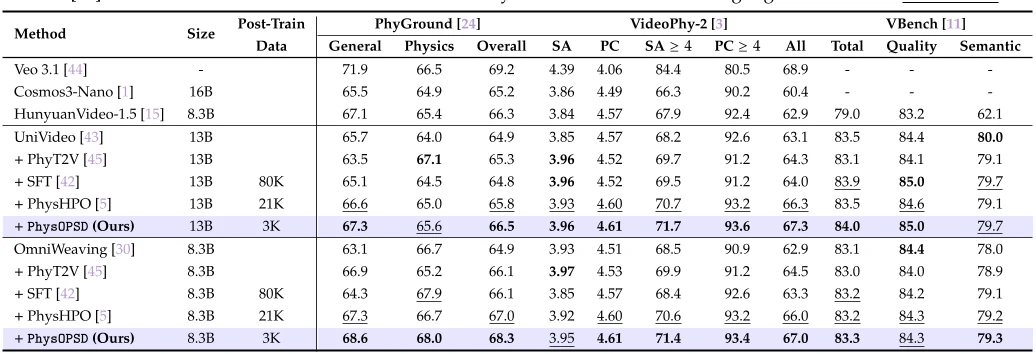 Method Size Post-Train Data PhyGround [24] VideoPhy-2 [3] VBench [11]
General Physics Overall SA PC SA ≥ 4 PC ≥ 4 All Total Quality Semantic
Veo 3.1 [44] - 71.9 66.5 69.2 4.39 4.06 84.4 80.5 68.9 - - -
Cosmos3-Nano [1] 16B 65.5 64.9 65.2 3.86 4.49 66.3 90.2 60.4 - - -
HunyuanVideo-1.5 [15] 8.3B 67.1 65.4 66.3 3.84 4.57 67.9 92.4 62.9 79.0 83.2 62.1
UniVideo [43] 13B 65.7 64.0 64.9 3.85 4.57 68.2 92.6 63.1 83.5 84.4 80.0
+ PhyT2V [45] 13B 63.5 67.1 65.3 3.96 4.52 69.7 91.2 64.3 83.1 84.1 79.1
+ SFT [42] 13B 80K 65.1 64.5 64.8 3.96 4.52 69.5 91.2 64.0 83.9 85.0 79.7
+ PhysHPO [5] 13B 21K 66.6 65.0 65.8 3.93 4.60 70.7 93.2 66.3 83.5 84.6 79.1
+ PhysOPSD (Ours) 13B 3K 67.3 65.6 66.5 3.96 4.61 71.7 93.6 67.3 84.0 85.0 79.7
OmniWeaving [30] 8.3B 63.1 66.7 64.9 3.93 4.51 68.5 90.9 62.9 83.1 84.4 78.0
+ PhyT2V [45] 8.3B 66.9 65.2 66.1 3.97 4.53 69.9 91.2 64.5 83.0 84.0 78.9
+ SFT [42] 8.3B 80K 64.3 67.9 66.1 3.85 4.57 68.4 92.6 63.3 83.2 84.2 79.1
+ PhysHPO [5] 8.3B 21K 67.3 66.7 67.0 3.92 4.60 70.6 93.2 66.0 83.2 84.3 79.2
+ PhysOPSD (Ours) 8.3B 3K 68.6 68.0 68.3 3.95 4.61 71.4 93.4 67.0 83.3 84.3 79.3